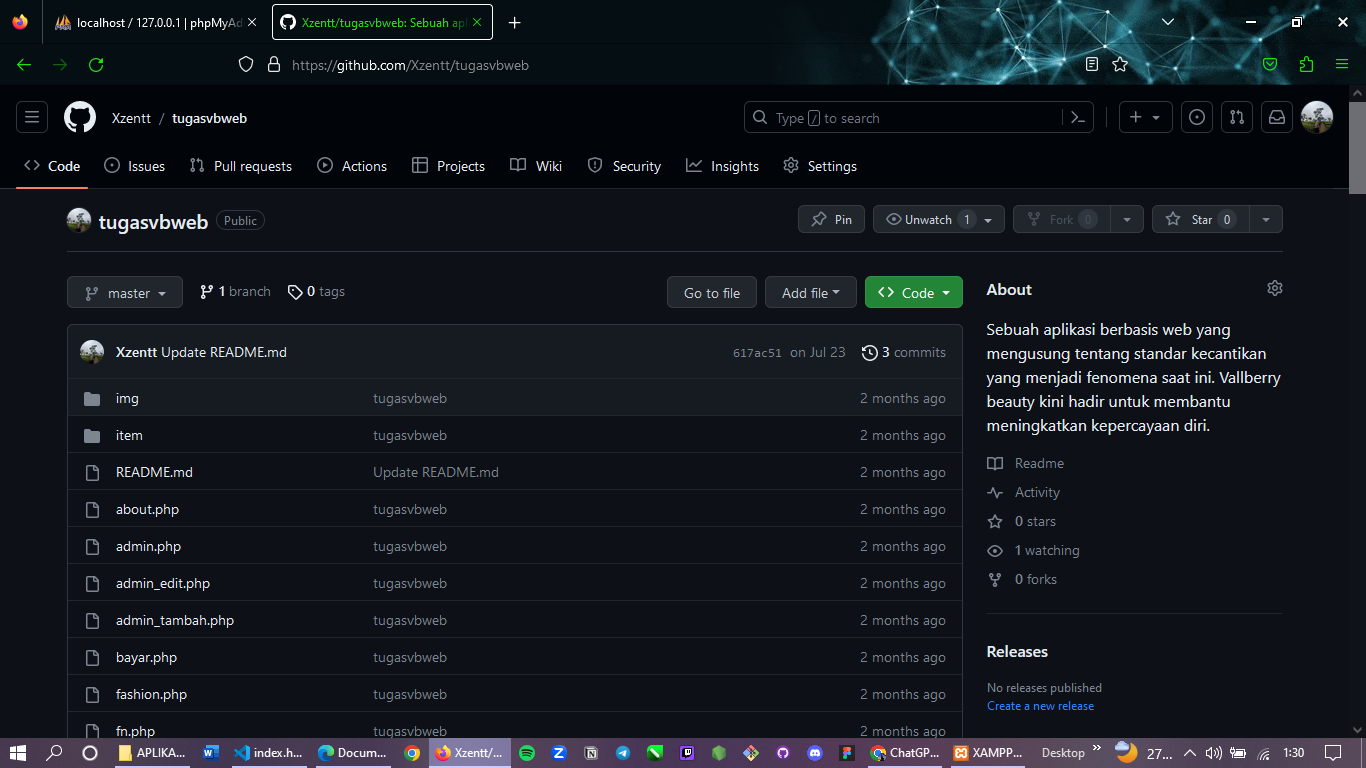 localhost / 127.0.0.1 | phpMyAd
Xzentt/tugasvbweb: Sebuah apl
https://github.com/Xzentt/tugasvbweb
Xzentt / tugasvbweb
Type / to search
Code Issues Pull requests Actions Projects Wiki Security Insights Settings
tugasvbweb Public
Pin Unwatch 1 Fork 0 Star 0
master 1 branch 0 tags Go to file Add file Code
Xzentt Update README.md 617ac51 on Jul 23 3 commits
img tugasvbweb 2 months ago
item tugasvbweb 2 months ago
README.md Update README.md 2 months ago
about.php tugasvbweb 2 months ago
admin.php tugasvbweb 2 months ago
admin_edit.php tugasvbweb 2 months ago
admin_tambah.php tugasvbweb 2 months ago
bayar.php tugasvbweb 2 months ago
fashion.php tugasvbweb 2 months ago
fn.php tugasvbweb 2 months ago
About
Sebuah aplikasi berbasis web yang
mengusung tentang standar kecantikan
yang menjadi fenomena saat ini. Vallberry
beauty kini hadir untuk membantu
meningkatkan kepercayaan diri.
Readme
Activity
0 stars
1 watching
0 forks
Releases
No releases published
Create a new release
APLIKA... index.h... Docum... Xzentt/... ChatGP... XAMPP... Desktop 27... 1:30